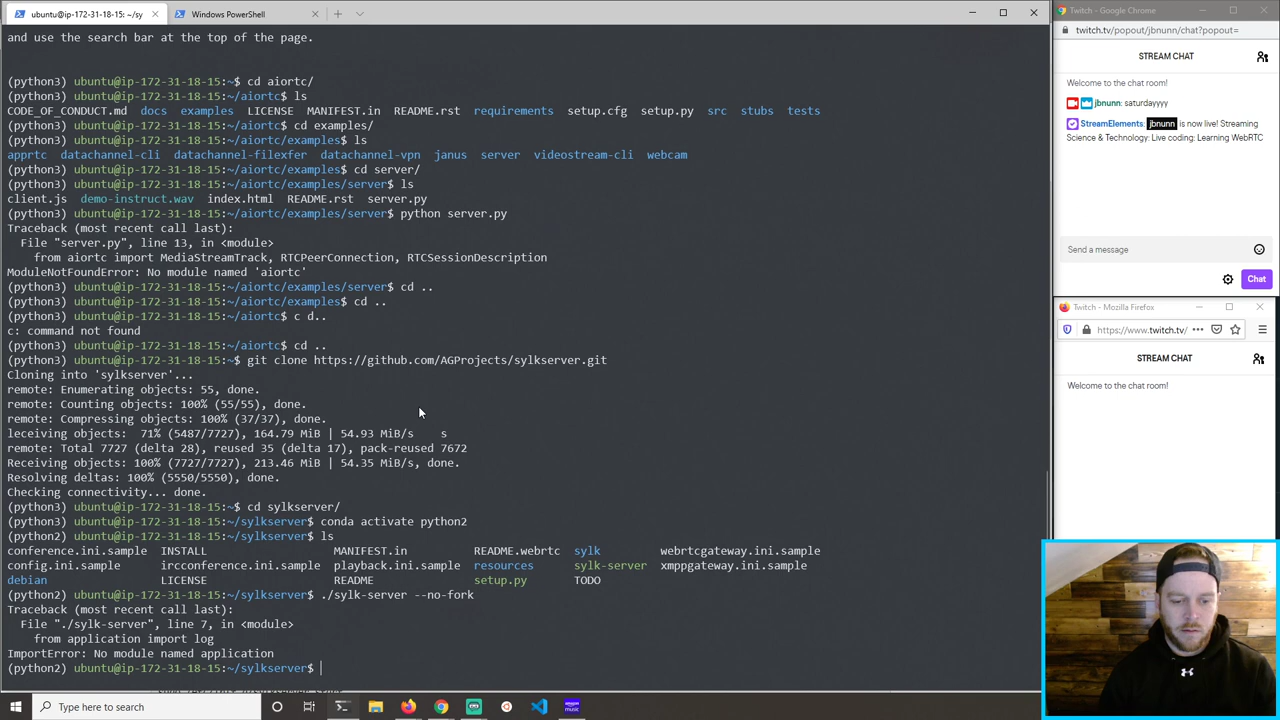 ubuntu@ip-172-31-18-15: ~/sy
Windows PowerShell
and use the search bar at the top of the page.
(python3) ubuntu@ip-172-31-18-15:~$ cd aiortc/
(python3) ubuntu@ip-172-31-18-15:~/aiortc$ ls
CODE_OF_CONDUCT.md docs examples LICENSE MANIFEST.in README.rst requirements setup.cfg setup.py src stubs tests
(python3) ubuntu@ip-172-31-18-15:~/aiortc$ cd examples/
(python3) ubuntu@ip-172-31-18-15:~/aiortc/examples$ ls
apprtc datachannel-cli datachannel-filexfer datachannel-vpn janus server videostream-cli webcam
(python3) ubuntu@ip-172-31-18-15:~/aiortc/examples$ cd server/
(python3) ubuntu@ip-172-31-18-15:~/aiortc/examples/server$ ls
client.js demo-instruct.wav index.html README.rst server.py
(python3) ubuntu@ip-172-31-18-15:~/aiortc/examples/server$ python server.py
Traceback (most recent call last):
File "server.py", line 13, in <module>
from aiortc import MediaStreamTrack, RTCPeerConnection, RTCSessionDescription
ModuleNotFoundError: No module named 'aiortc'
(python3) ubuntu@ip-172-31-18-15:~/aiortc/examples/server$ cd ..
(python3) ubuntu@ip-172-31-18-15:~/aiortc/examples$ cd ..
(python3) ubuntu@ip-172-31-18-15:~/aiortc$ c d..
c: command not found
(python3) ubuntu@ip-172-31-18-15:~/aiortc$ cd ..
(python3) ubuntu@ip-172-31-18-15:~$ git clone https://github.com/AGProjects/sylkserver.git
Cloning into 'sylkserver'...
remote: Enumerating objects: 55, done.
remote: Counting objects: 100% (55/55), done.
remote: Compressing objects: 100% (37/37), done.
leceiving objects: 71% (5487/7727), 164.79 MiB | 54.93 MiB/s s
remote: Total 7727 (delta 28), reused 35 (delta 17), pack-reused 7672
Receiving objects: 100% (7727/7727), 213.46 MiB | 54.35 MiB/s, done.
Resolving deltas: 100% (5550/5550), done.
Checking connectivity... done.
(python3) ubuntu@ip-172-31-18-15:~$ cd sylkserver/
(python3) ubuntu@ip-172-31-18-15:~/sylkserver$ conda activate python2
(python2) ubuntu@ip-172-31-18-15:~/sylkserver$ ls
conference.ini.sample INSTALL MANIFEST.in README.webrtc sylk webrtcgateway.ini.sample
config.ini.sample ircconference.ini.sample playback.ini.sample resources sylk-server xmppgateway.ini.sample
debian LICENSE README setup.py TODO
(python2) ubuntu@ip-172-31-18-15:~/sylkserver$ ./sylk-server --no-fork
Traceback (most recent call last):
File "./sylk-server", line 7, in <module>
from application import log
ImportError: No module named application
(python2) ubuntu@ip-172-31-18-15:~/sylkserver$
Type here to search
music
Twitch - Google Chrome
twitch.tv/popout/jbnunn/chat?popout=
STREAM CHAT
Welcome to the chat room!
jbnunn: saturdayyyy
StreamElements: jbnunn is now live! Streaming
Science & Technology: Live coding: Learning WebRTC
Send a message
Chat
Twitch - Mozilla Firefox
https://www.twitch.tv/
STREAM CHAT
Welcome to the chat room!